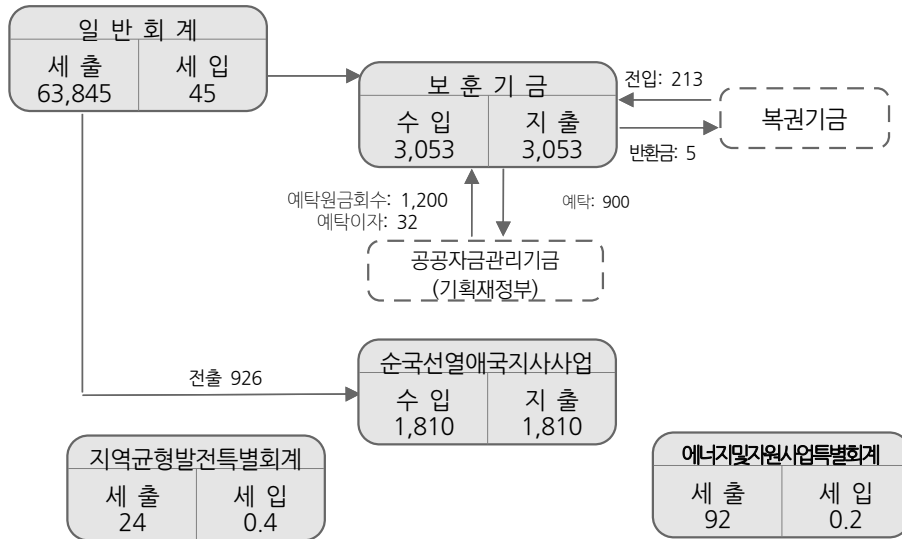 일 반 회 계
세 출 세 입
63,845 45
보 훈 기 금
수 입 지 출
3,053 3,053
전입: 213
복권기금
반환금: 5
예탁원금회수: 1,200
예탁이자: 32
예탁: 900
공공자금관리기금
(기획재정부)
순국선열애국지사사업
수 입 지 출
1,810 1,810
전출 926
지역균형발전특별회계
세 출 세 입
24 0.4
에너지및자원사업특별회계
세 출 세 입
92 0.2